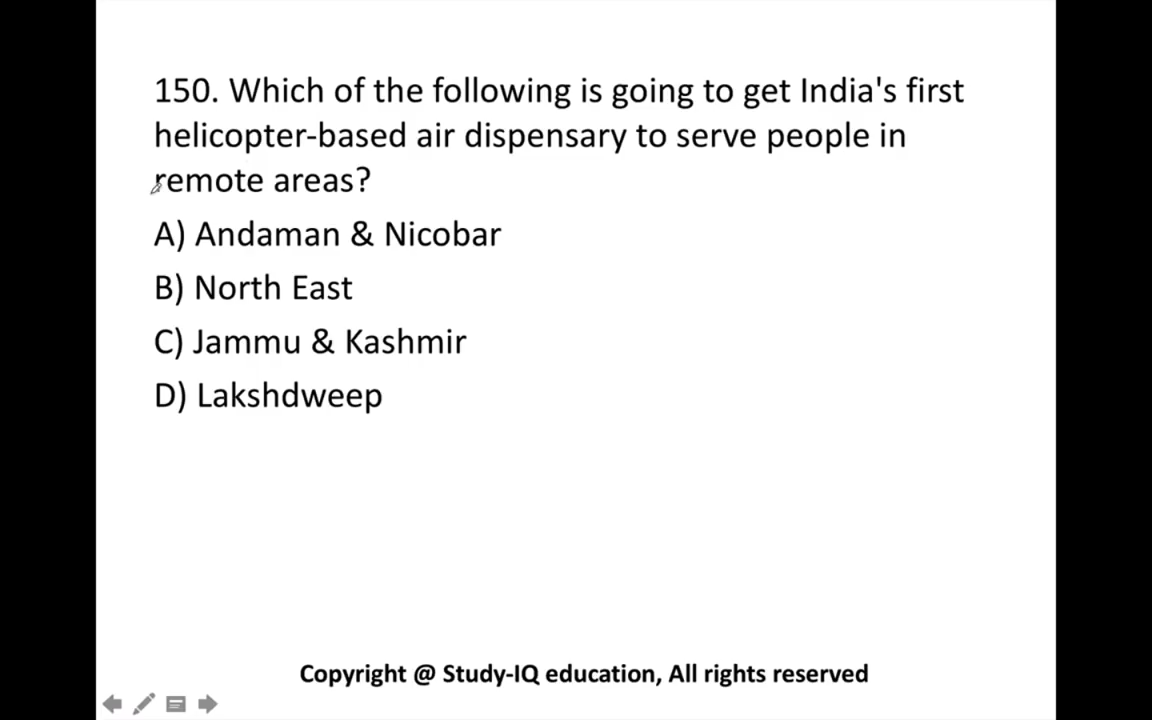 150. Which of the following is going to get India's first
helicopter-based air dispensary to serve people in
remote areas?
A) Andaman & Nicobar
B) North East
C) Jammu & Kashmir
D) Lakshdweep
Copyright @ Study-IQ education, All rights reserved